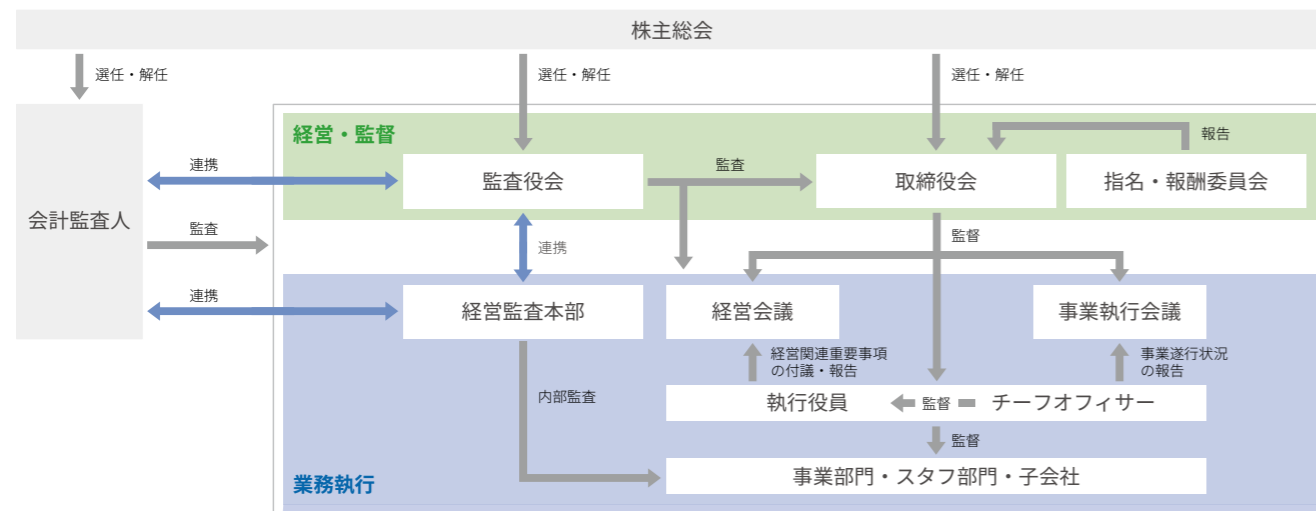 株主総会
選任・解任
選任・解任
選任・解任
経営・監督
報告
連携
監査役会
監査
取締役会
指名・報酬委員会
会計監査人
監査
連携
監督
連携
経営監査本部
経営会議
事業執行会議
経営関連重要事項
の付議・報告
事業遂行状況
の報告
内部監査
執行役員
監督
チーフオフィサー
監督
事業部門・スタフ部門・子会社
業務執行